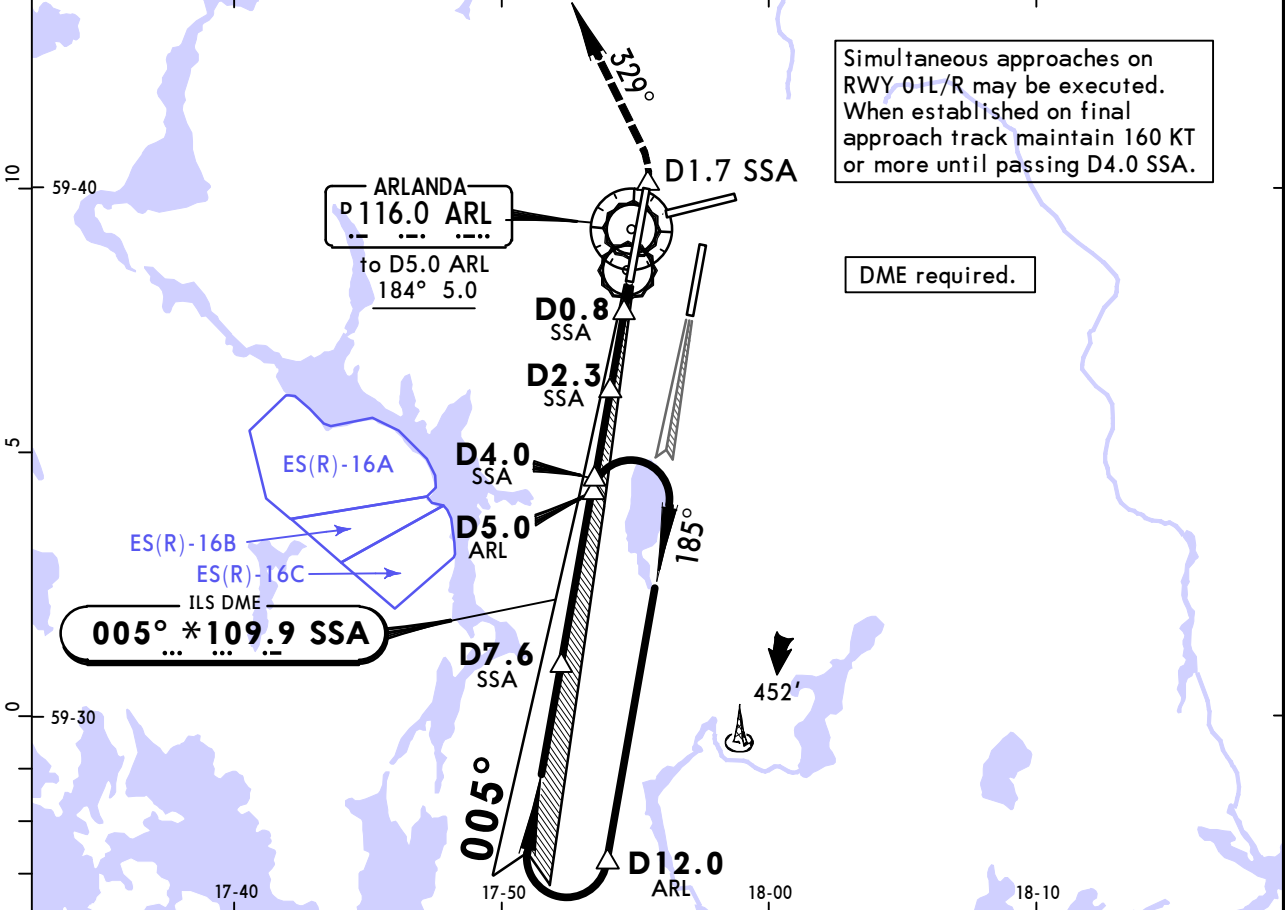 329°
Simultaneous approaches on
RWY 01L/R may be executed.
When established on final
approach track maintain 160 KT
or more until passing D4.0 SSA.
10
59-40
D1.7 SSA
ARLANDA
D 116.0 ARL
to D5.0 ARL
184° 5.0
DME required.
D0.8
SSA
D2.3
SSA
5
ES(R)-16A
D4.0
SSA
D5.0
ARL
185°
ES(R)-16B
ES(R)-16C
ILS DME
005° *109.9 SSA
D7.6
SSA
452'
0
59-30
005°
D12.0
ARL
17-40
17-50
18-00
18-10